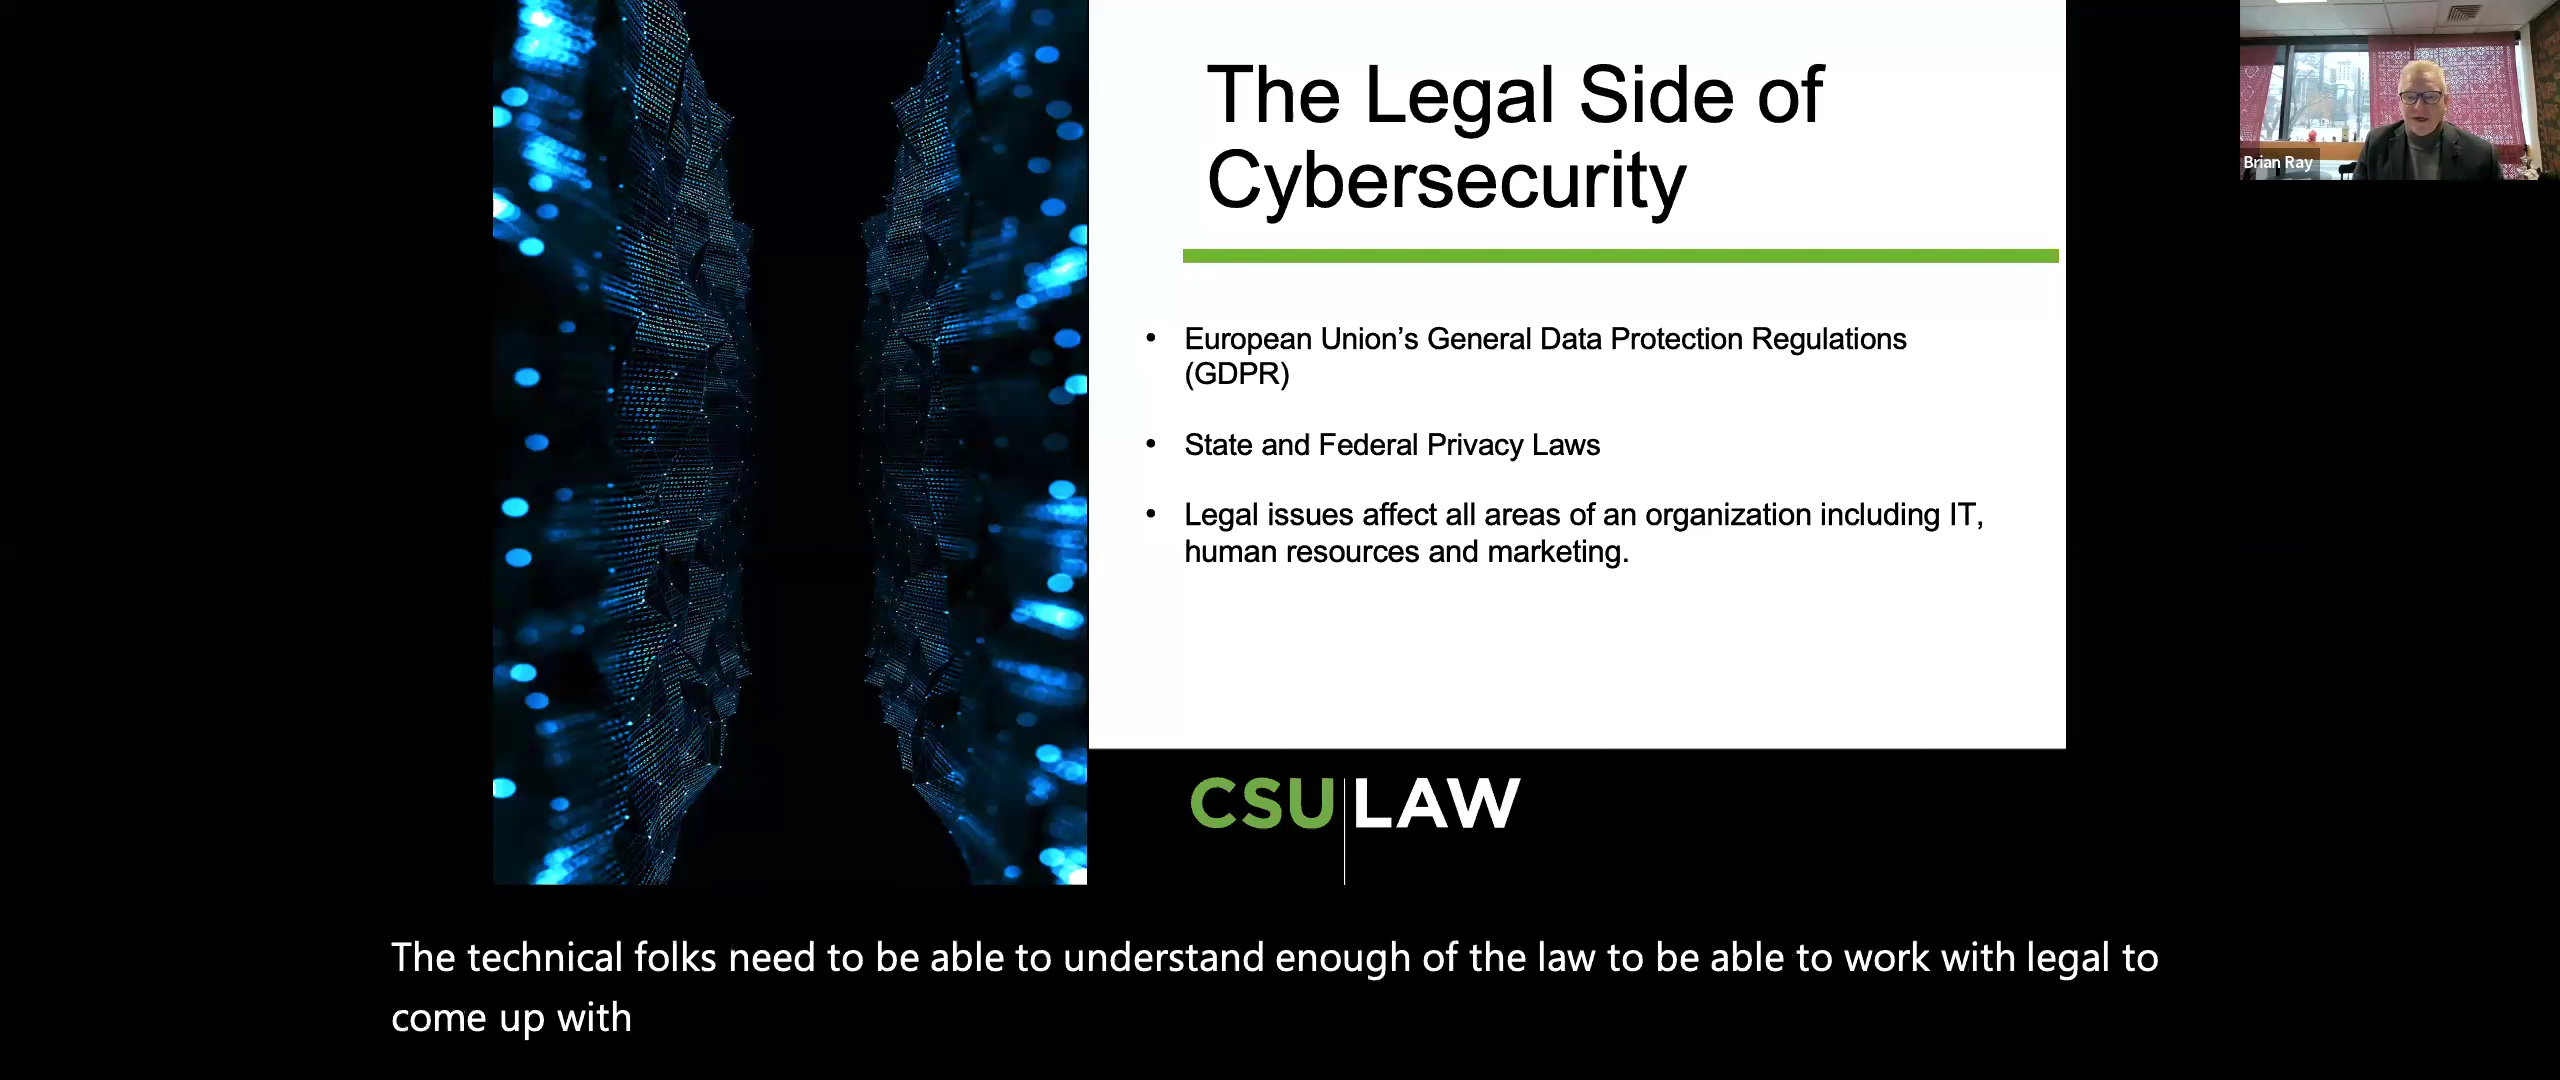 The Legal Side of
Cybersecurity
Brian Ray
• European Union’s General Data Protection Regulations
(GDPR)
• State and Federal Privacy Laws
• Legal issues affect all areas of an organization including IT,
human resources and marketing.
CSU LAW
The technical folks need to be able to understand enough of the law to be able to work with legal to
come up with